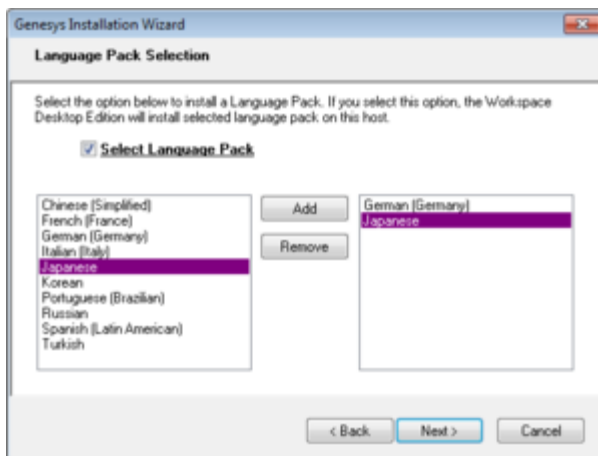 Genesys Installation Wizard
Language Pack Selection
Select the option below to install a Language Pack. If you select this option, the Workspace
Desktop Edition will install selected language pack on this host.
Select Language Pack
Chinese (Simplified)
French (France)
German (Germany)
Italian (Italy)
Japanese
Korean
Portuguese (Brazilian)
Russian
Spanish (Latin American)
Turkish
Add
Remove
German (Germany)
Japanese
< Back
Next >
Cancel